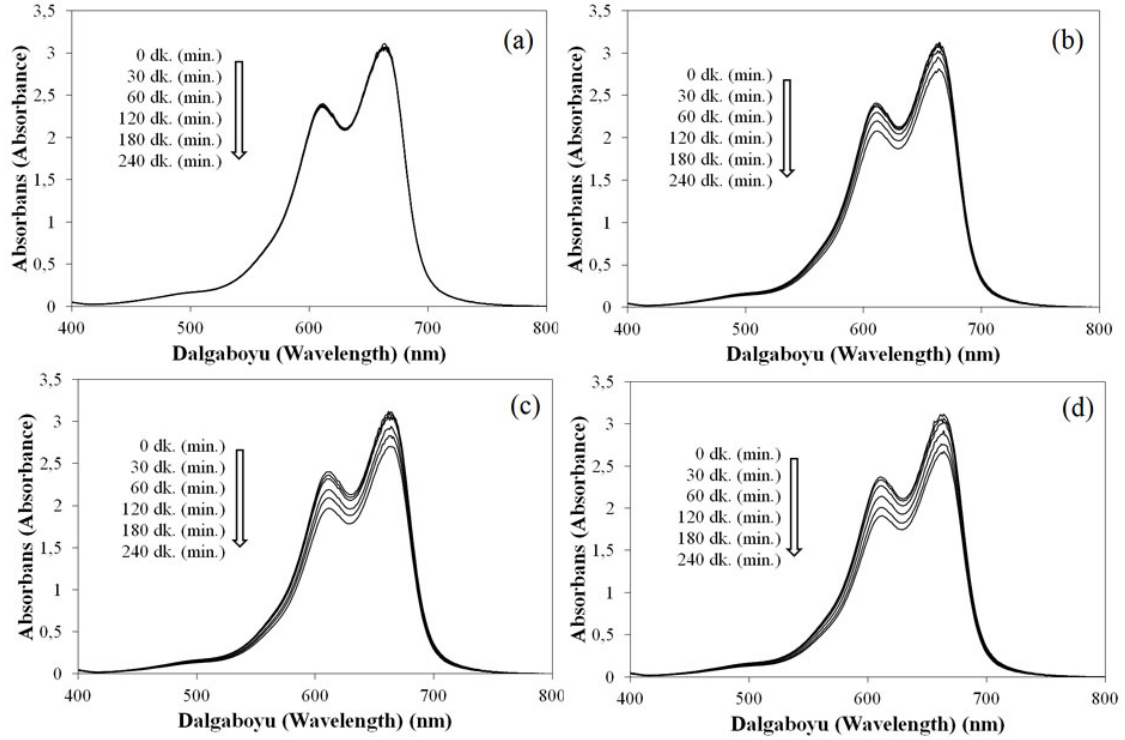 (a)
Absorbans (Absorbance)
3,5
3
2,5
2
1,5
1
0,5
0
0 dk. (min.)
30 dk. (min.)
60 dk. (min.)
120 dk. (min.)
180 dk. (min.)
240 dk. (min.)
400 500 600 700 800
Dalgaboyu (Wavelength) (nm)
(b)
Absorbans (Absorbance)
3,5
3
2,5
2
1,5
1
0,5
0
0 dk. (min.)
30 dk. (min.)
60 dk. (min.)
120 dk. (min.)
180 dk. (min.)
240 dk. (min.)
400 500 600 700 800
Dalgaboyu (Wavelength) (nm)
(c)
Absorbans (Absorbance)
3,5
3
2,5
2
1,5
1
0,5
0
0 dk. (min.)
30 dk. (min.)
60 dk. (min.)
120 dk. (min.)
180 dk. (min.)
240 dk. (min.)
400 500 600 700 800
Dalgaboyu (Wavelength) (nm)
(d)
Absorbans (Absorbance)
3,5
3
2,5
2
1,5
1
0,5
0
0 dk. (min.)
30 dk. (min.)
60 dk. (min.)
120 dk. (min.)
180 dk. (min.)
240 dk. (min.)
400 500 600 700 800
Dalgaboyu (Wavelength) (nm)